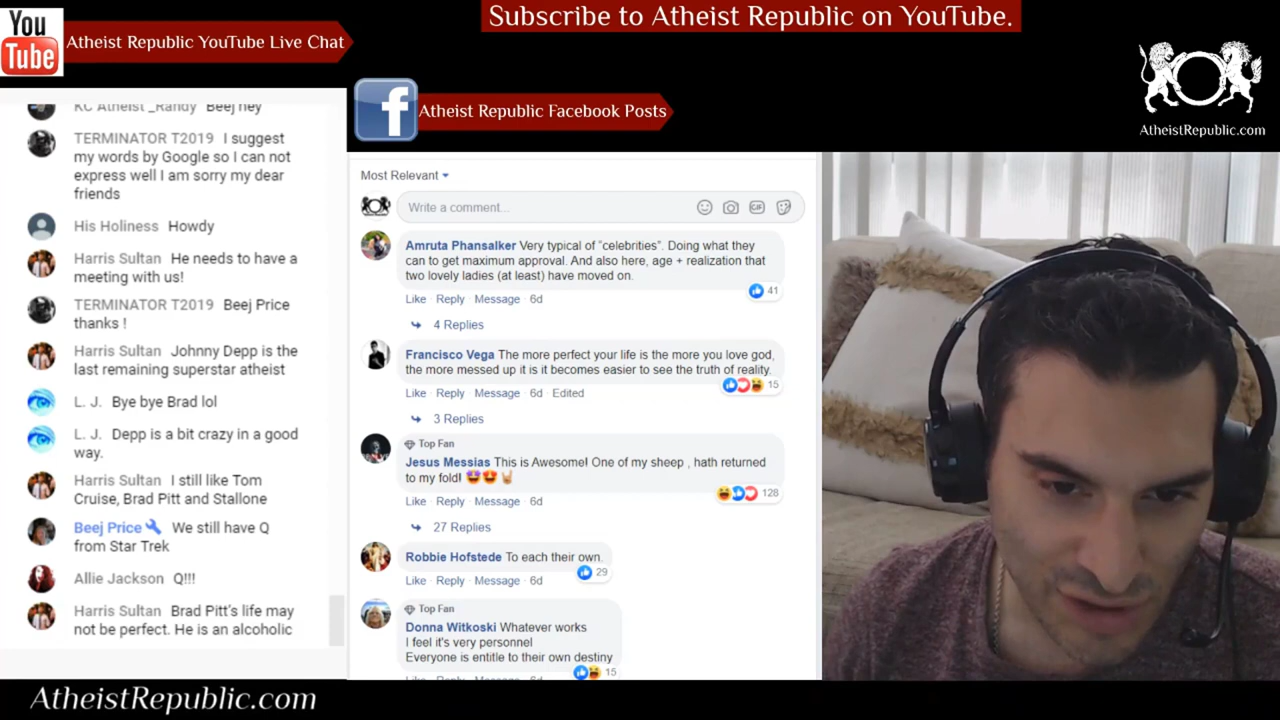 Subscribe to Atheist Republic on YouTube.
You
Tube
Atheist Republic YouTube Live Chat
f
Atheist Republic Facebook Posts
AtheistRepublic.com
KC Atheist _Randy Beej hey
TERMINATOR T2019 I suggest
my words by Google so I can not
express well I am sorry my dear
friends
His Holiness Howdy
Harris Sultan He needs to have a
meeting with us!
TERMINATOR T2019 Beej Price
thanks !
Harris Sultan Johnny Depp is the
last remaining superstar atheist
L. J. Bye bye Brad lol
L. J. Depp is a bit crazy in a good
way.
Harris Sultan I still like Tom
Cruise, Brad Pitt and Stallone
Beej Price We still have Q
from Star Trek
Allie Jackson Q!!!
Harris Sultan Brad Pitt's life may
not be perfect. He is an alcoholic
Most Relevant
Write a comment...
GIF
Amruta Phansalker Very typical of "celebrities". Doing what they
can to get maximum approval. And also here, age + realization that
two lovely ladies (at least) have moved on.
41
Like · Reply · Message · 6d
4 Replies
Francisco Vega The more perfect your life is the more you love god,
the more messed up it is it becomes easier to see the truth of reality.
15
Like · Reply · Message · 6d · Edited
3 Replies
Top Fan
Jesus Messias This is Awesome! One of my sheep , hath returned
to my fold! 🤩😍🤘
128
Like · Reply · Message · 6d
27 Replies
Robbie Hofstede To each their own.
29
Like · Reply · Message · 6d
Top Fan
Donna Witkoski Whatever works
I feel it's very personnel
Everyone is entitle to their own destiny
15
Like · Reply · Message · 6d
AtheistRepublic.com